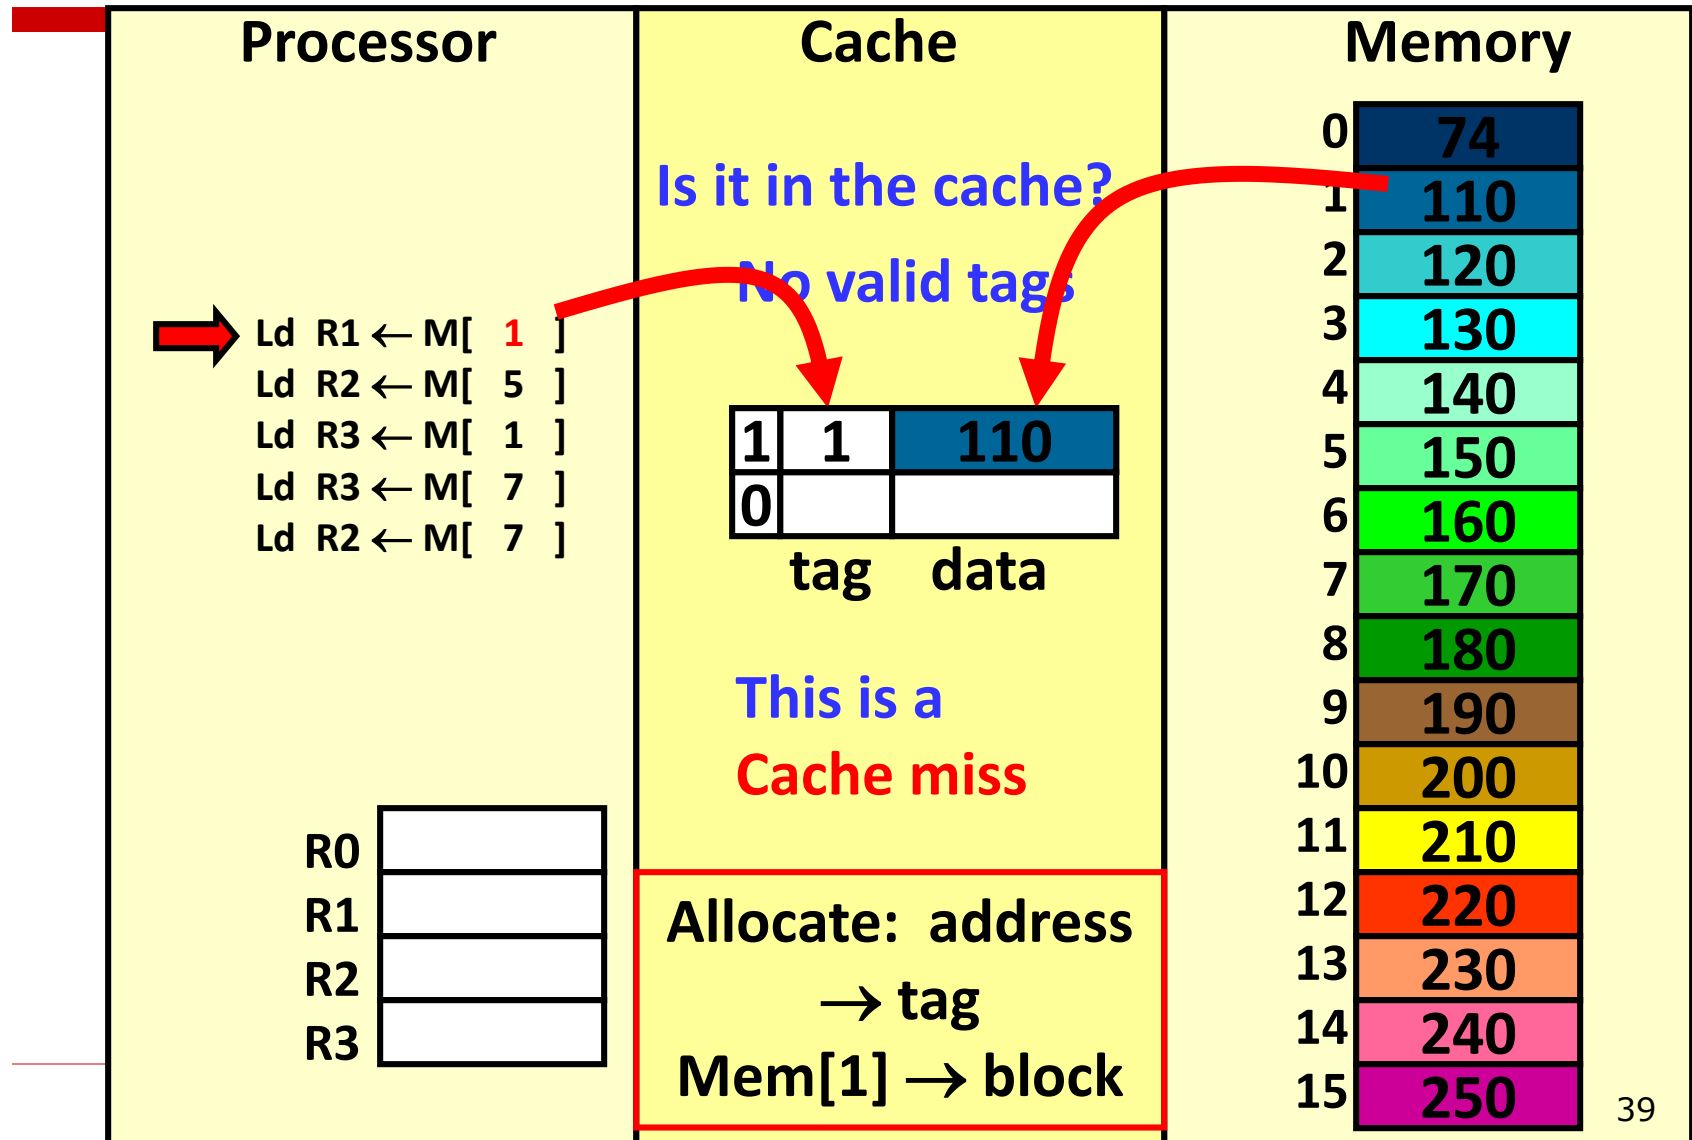 Processor
Cache
Memory
Is it in the cache?
No valid tags
Ld R1 ← M[ 1 ]
Ld R2 ← M[ 5 ]
Ld R3 ← M[ 1 ]
Ld R3 ← M[ 7 ]
Ld R2 ← M[ 7 ]
1 1 110
0
tag data
This is a
Cache miss
R0
R1
R2
R3
Allocate: address
→ tag
Mem[1] → block
0 74
1 110
2 120
3 130
4 140
5 150
6 160
7 170
8 180
9 190
10 200
11 210
12 220
13 230
14 240
15 250
39